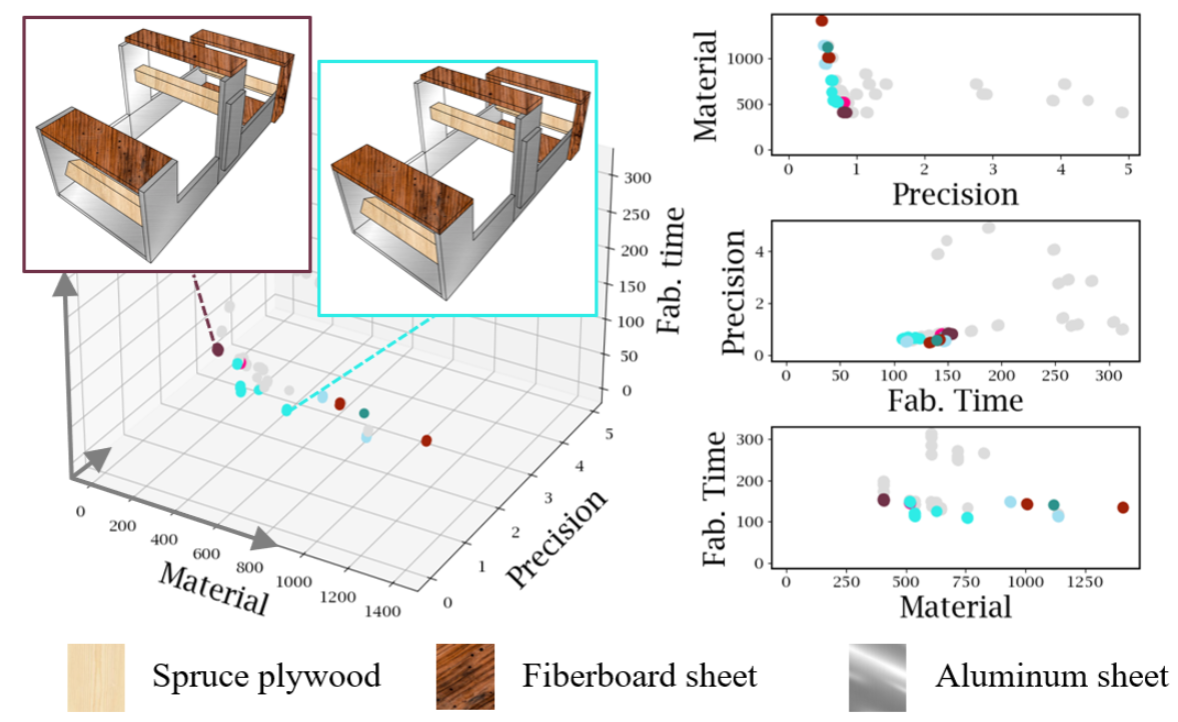 300
250
200
150
100
50
0
Fab. time
0
200
400
600
800
1000
1200
1400
Material
0
1
2
3
4
5
Precision
Material
1000
500
0
0 1 2 3 4 5
Precision
Precision
4
2
0
0 50 100 150 200 250 300
Fab. Time
Fab. Time
300
200
100
0
0 250 500 750 1000 1250
Material
Spruce plywood Fiberboard sheet Aluminum sheet